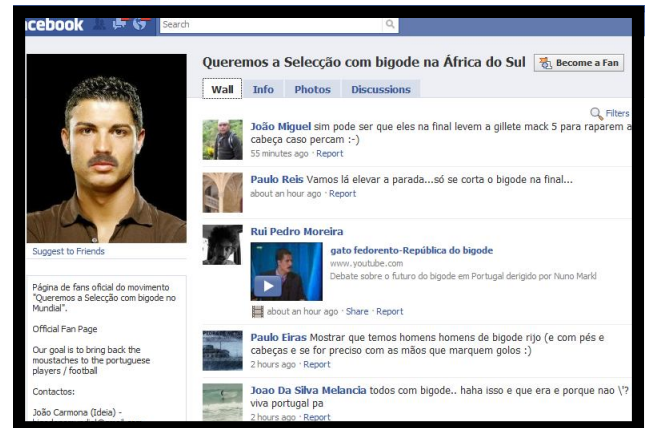 cebook
Search
Queremos a Selecção com bigode na África do Sul
Become a Fan
Wall Info Photos Discussions
Filters
João Miguel sim pode ser que eles na final levem a gillete mack 5 para raparem a
cabeça caso percam :-)
55 minutes ago · Report
Paulo Reis Vamos lá elevar a parada...só se corta o bigode na final...
about an hour ago · Report
Rui Pedro Moreira
gato fedorento-República do bigode
www.youtube.com
Debate sobre o futuro do bigode em Portugal derigido por Nuno Markl
about an hour ago · Share · Report
Paulo Eiras Mostrar que temos homens homens de bigode rijo (e com pés e
cabeças e se for preciso com as mãos que marquem golos :)
2 hours ago · Report
Joao Da Silva Melancia todos com bigode.. haha isso e que era e porque nao \'?
viva portugal pa
2 hours ago · Report
Suggest to Friends
Página de fans oficial do movimento
"Queremos a Selecção com bigode no
Mundial".
Official Fan Page
Our goal is to bring back the
moustaches to the portuguese
players / football
Contactos:
João Carmona (Ideia) -